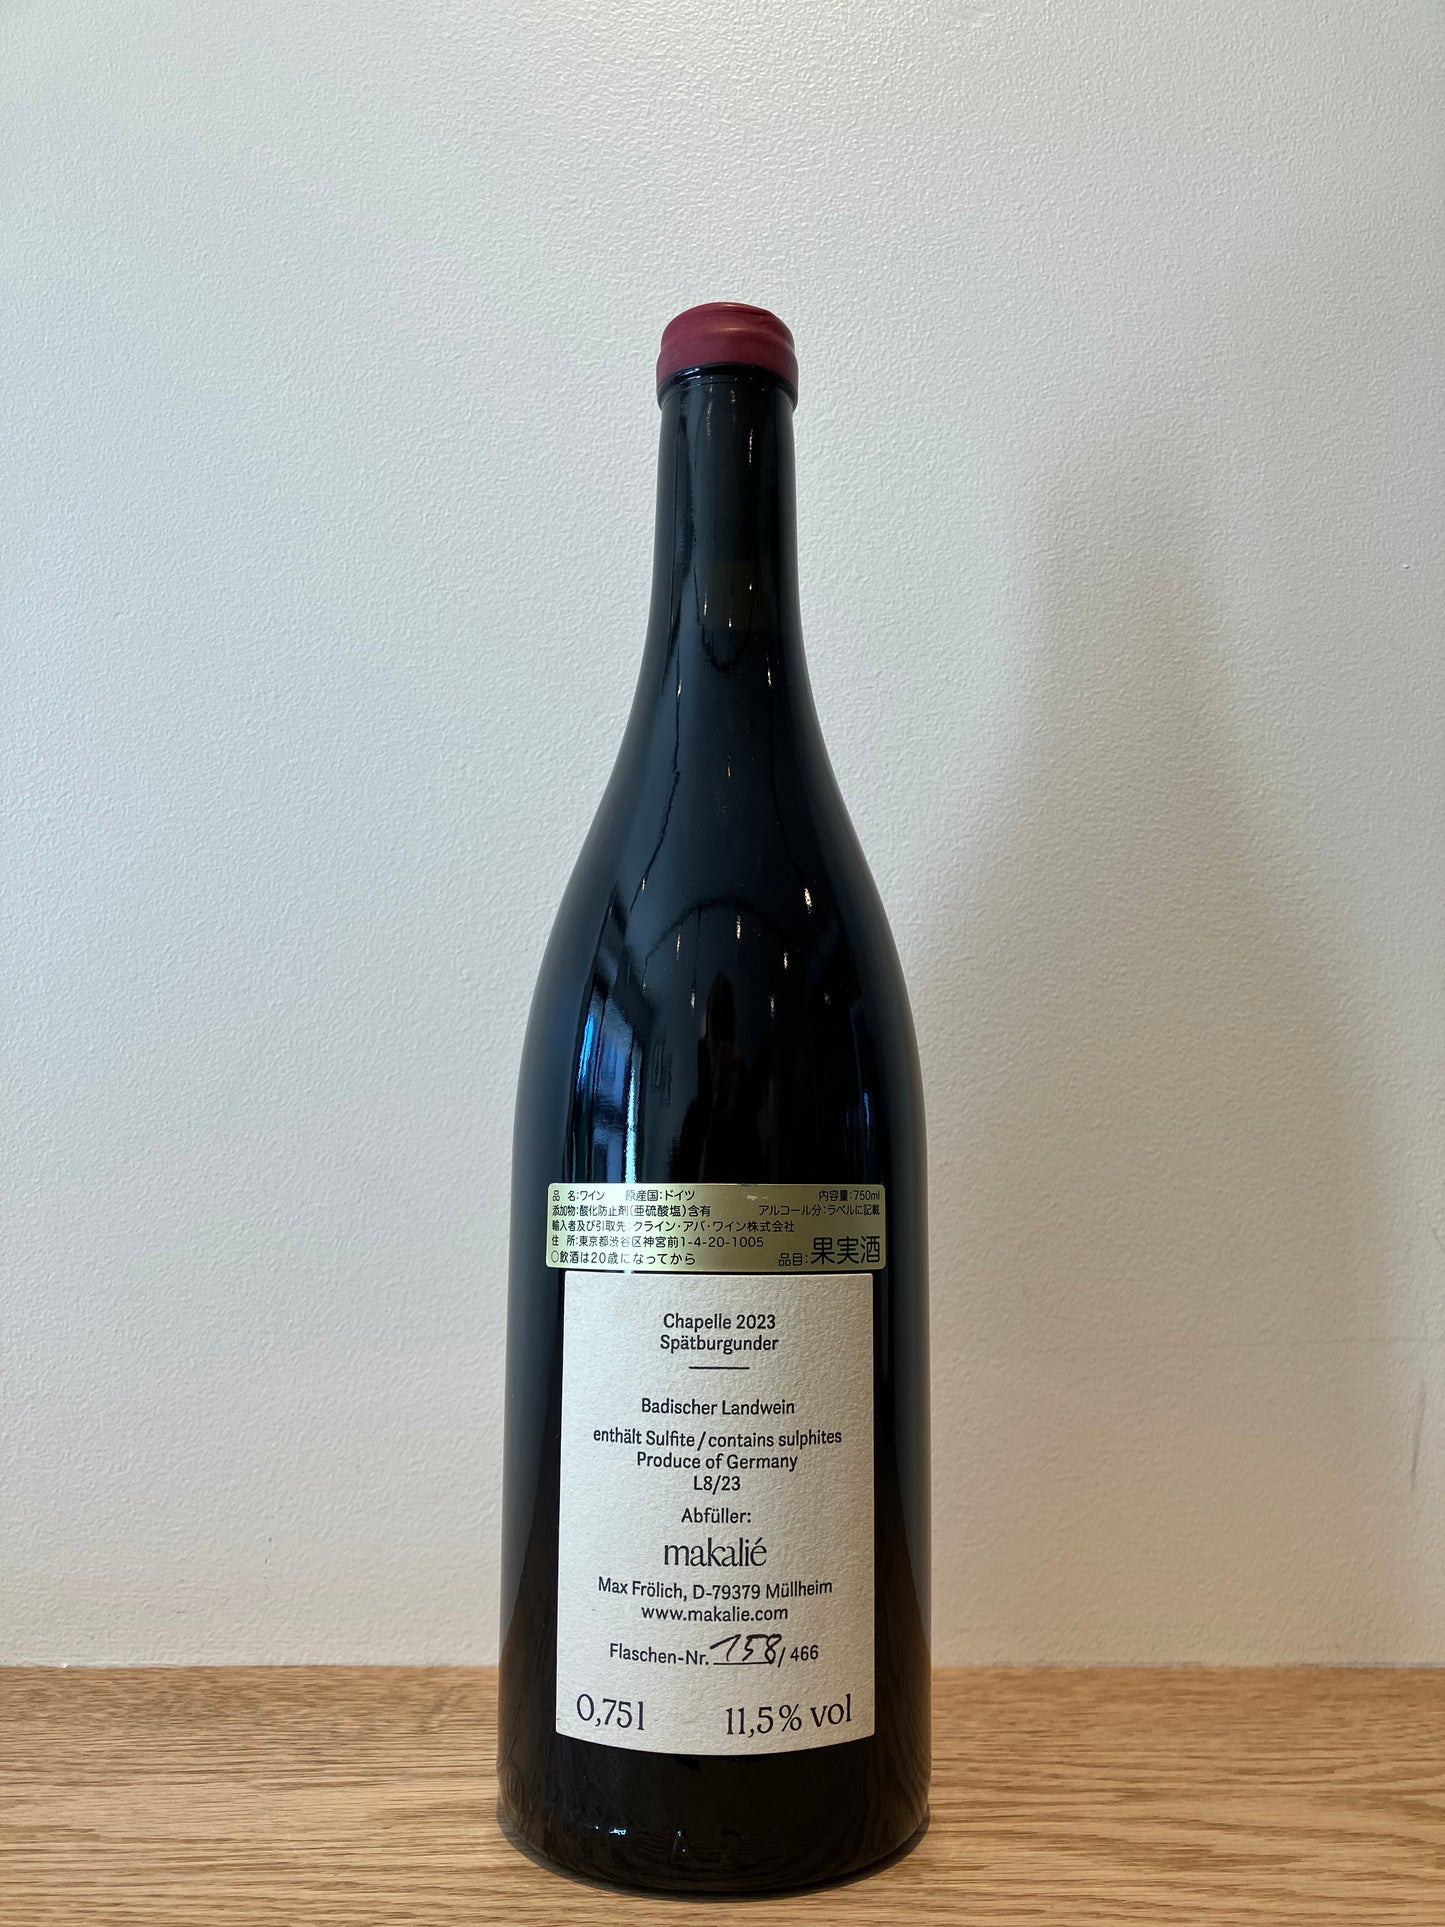 品 名:ワイン 原産国:ドイツ 内容量:750ml
添加物:酸化防止剤(亜硫酸塩)含有 アルコール分:ラベルに記載
輸入者及び引取先:クライン・アバ・ワイン株式会社
住 所:東京都渋谷区神宮前1-4-20-1005
○飲酒は20歳になってから 品目:果実酒
Chapelle 2023
Spätburgunder
Badischer Landwein
enthält Sulfite/contains sulphites
Produce of Germany
L8/23
Abfüller:
makalié
Max Frölich, D-79379 Müllheim
www.makalie.com
Flaschen-Nr. 158/466
0,75l 11,5% vol